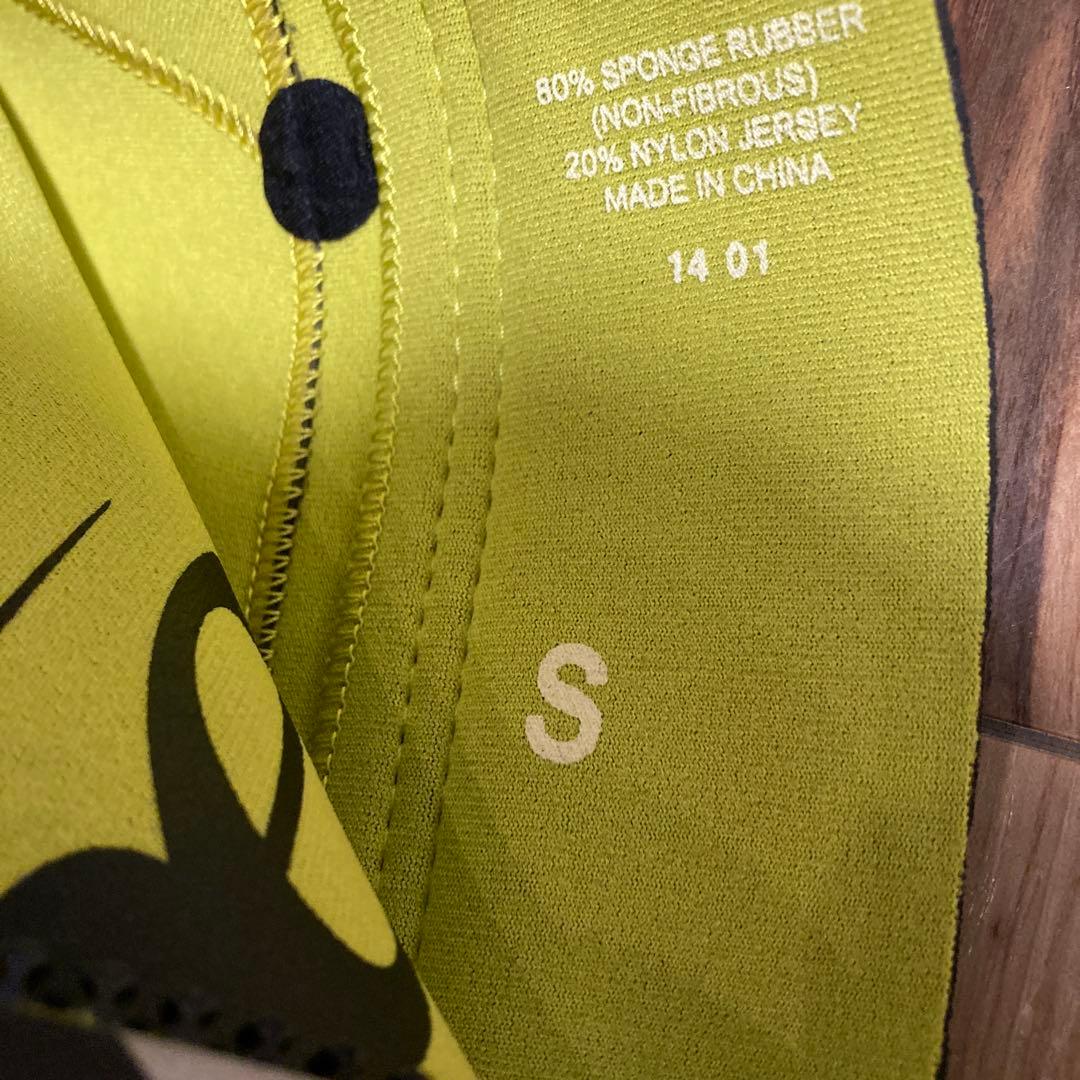 80% SPONGE RUBBER
(NON-FIBROUS)
20% NYLON JERSEY
MADE IN CHINA
14 01
S